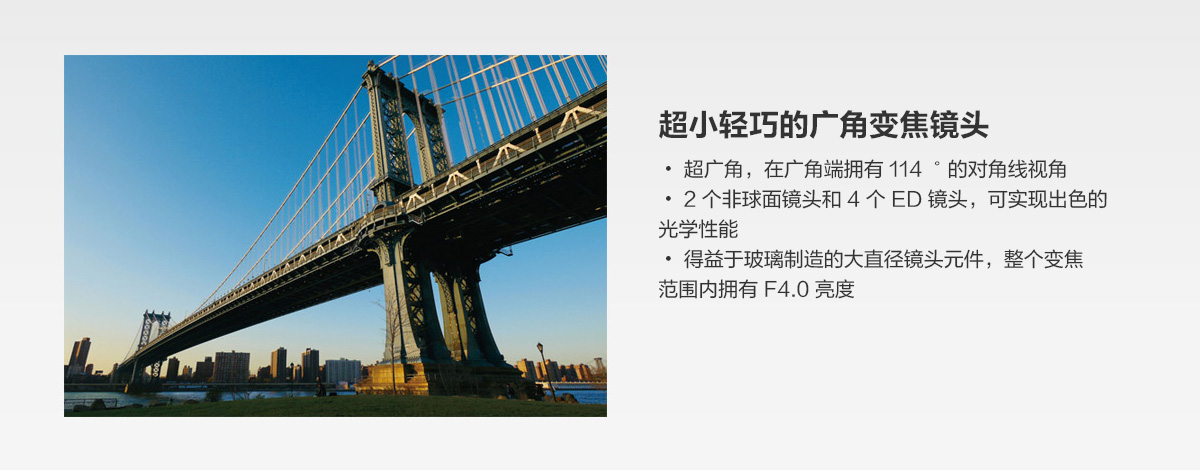 超小轻巧的广角变焦镜头
• 超广角，在广角端拥有 114 ° 的对角线视角
• 2 个非球面镜头和 4 个 ED 镜头，可实现出色的
光学性能
• 得益于玻璃制造的大直径镜头元件，整个变焦
范围内拥有 F4.0 亮度